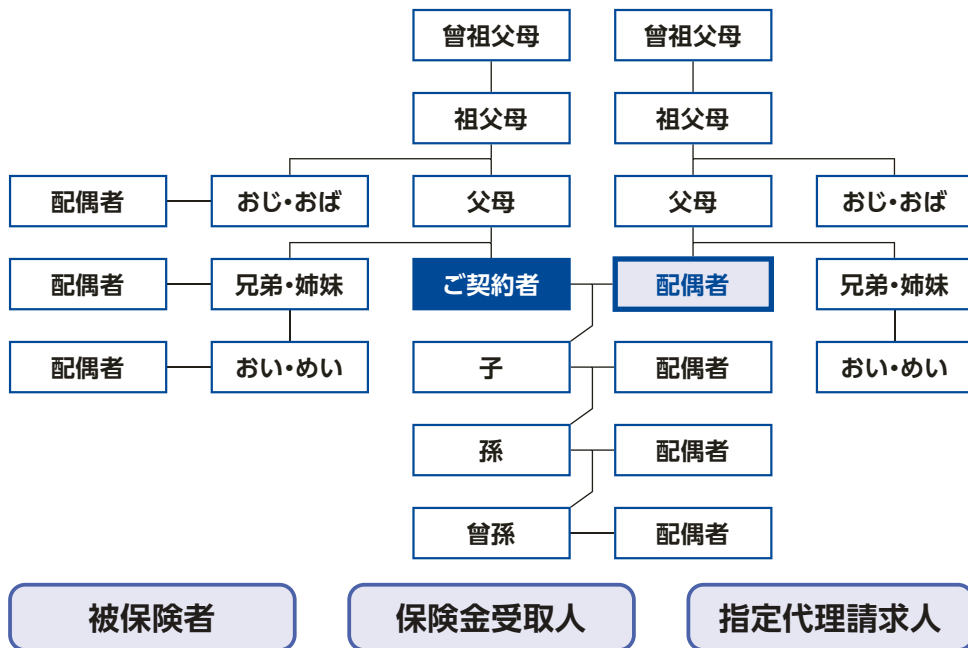 曾祖父母 曾祖父母
祖父母 祖父母
配偶者 おじ・おば 父母 父母 おじ・おば
配偶者 兄弟・姉妹 ご契約者 配偶者 兄弟・姉妹
配偶者 おい・めい 子 配偶者 おい・めい
孫 配偶者
曾孫 配偶者
被保険者 保険金受取人 指定代理請求人